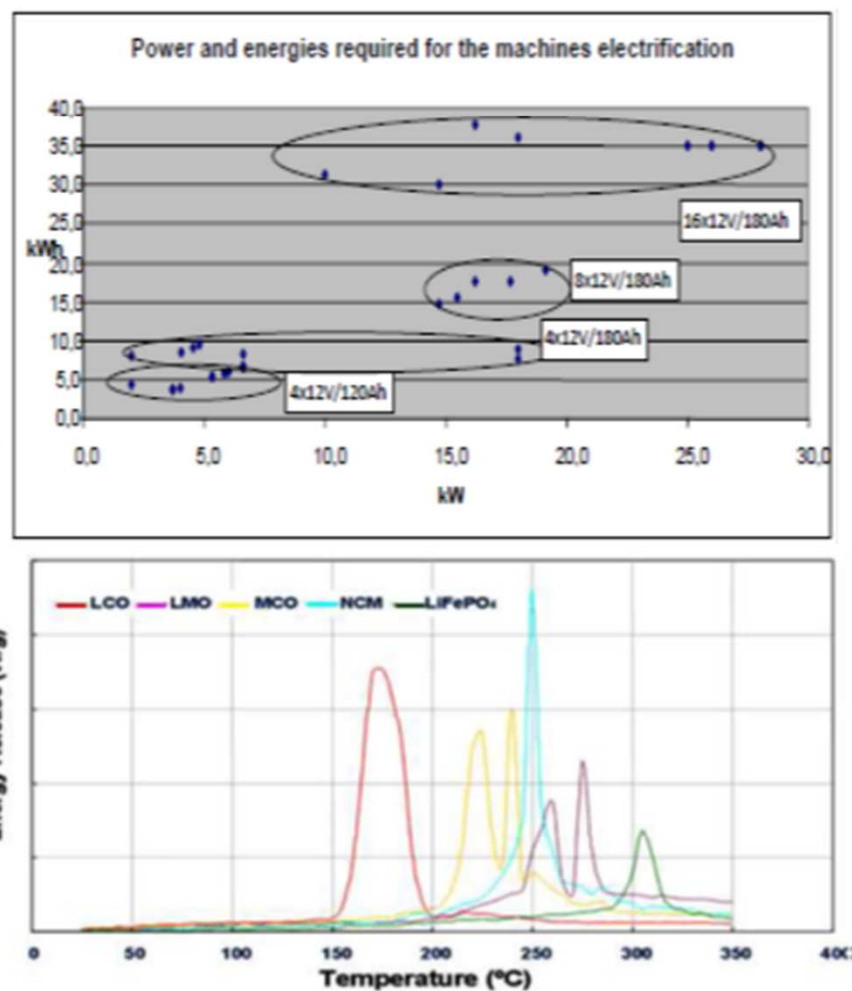 Power and energies required for the machines electrification
40,0
35,0
30,0
25,0
kWh
20,0
15,0
10,0
5,0
0,0
16x12V/180Ah
8x12V/180Ah
4x12V/180Ah
4x12V/120Ah
0,0 5,0 10,0 15,0 20,0 25,0 30,0
kW
LCO LMO MCO NCM LiFePO₄
0 50 100 150 200 250 300 350 400
Temperature (ºC)